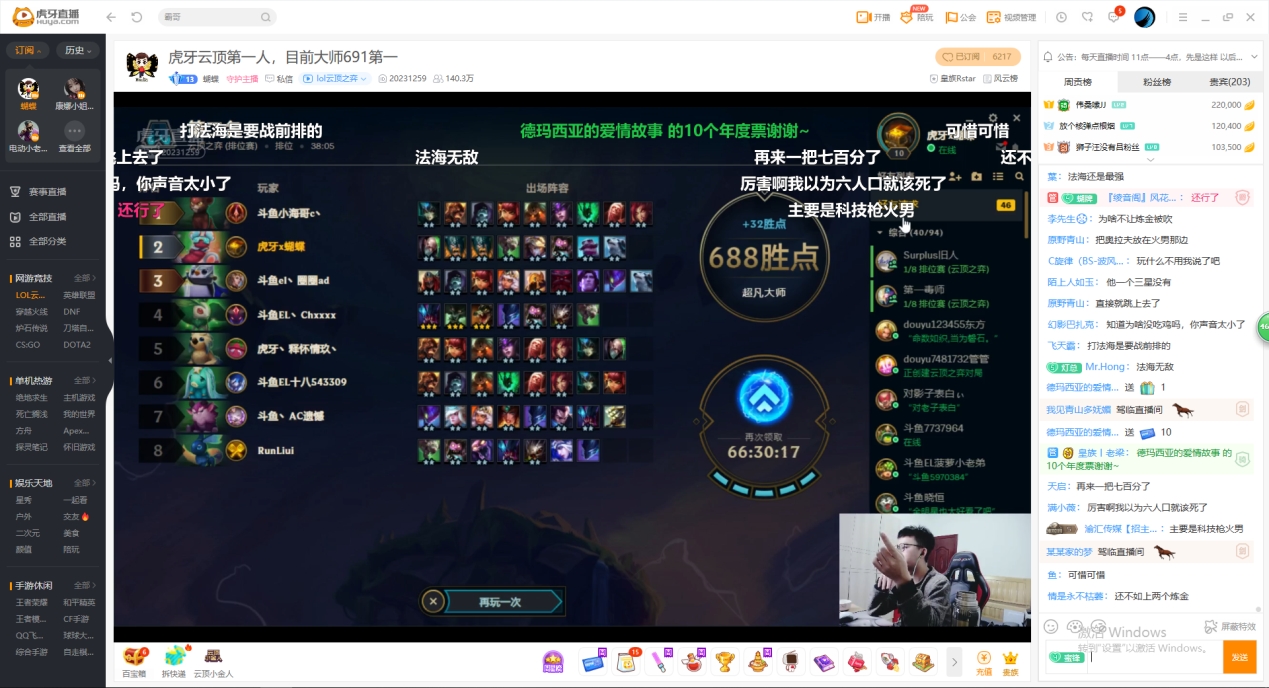 虎牙直播
HUYA.COM
霸哥
开播
NEW
陪玩
公会
视频管理
5
订阅
历史
蝴蝶
康娜小姐...
电动小老...
查看全部
赛事直播
全部直播
全部分类
网游竞技
全部
LOL云...
英雄联盟
穿越火线
DNF
炉石传说
刀塔自...
CS:GO
DOTA2
单机热游
全部
绝地求生
主机游戏
死亡搁浅
我的世界
方舟
Apex...
探灵笔记
怀旧游戏
娱乐天地
全部
星秀
一起看
户外
交友
二次元
美食
颜值
陪玩
手游休闲
全部
王者荣耀
和平精英
王者模...
CF手游
QQ飞...
球球大...
综合手游
自走棋...
虎牙云顶第一人，目前大师691第一
13
蝴蝶
守护主播
私信
lol云顶之弈
20231259
140.3万
已订阅
6217
皇族Rstar
风云榜
打法海是要战前排的
德玛西亚的爱情故事 的10个年度票谢谢~
可惜可惜
上去了
法海无敌
再来一把七百分了
还不
吗，你声音太小了
厉害啊我以为六人口就该死了
还行了
主要是科技枪火男
20231259
云顶之弈 (排位赛)
排位
38:05
玩家
出场阵容
斗鱼小海哥c丶
2
虎牙x蝴蝶
3
斗鱼el丶 圈圈ad
4
斗鱼EL丶 Chxxxx
5
虎牙丶释怀情玖丶
6
斗鱼EL十八543309
7
斗鱼丶 AC遗憾
8
RunLiui
+32胜点
688胜点
超凡大师
再次领取
66:30:17
再玩一次
10
在线
46
综合 (40/94)
Surplus旧人
1/8 排位赛 (云顶之弈)
第一毒师
1/8 排位赛 (云顶之弈)
douyu123455东方
"命数如织,当为磐石。"
douyu7481732管管
正创建云顶之弈对局
对影子表白ぃ
"对老子表白"
斗鱼7737964
在线
斗鱼EL菠萝小老弟
"斗鱼5970384"
斗鱼晓恒
百宝箱
拆快递
云顶小金人
15
充值
贵族
公告：每天直播时间 11点——4点，先是这样 以后...
周贡榜
粉丝榜
贵宾(203)
伟桑嗳JJ
220,000
放个核弹点根烟
120,400
狮子汪没有吕粉丝
103,500
葉： 法海还是最强
蝴蝶
『绫音阁』风花...： 还行了
李先生： 为啥不让炼金被吹
原野青山： 把奥拉夫放在火男那边
C旋律（BS-波风...： 玩什么不用我说了吧
陌上人如玉： 他一个三星没有
原野青山： 直接就跳上去了
幻影巴扎克： 知道为啥没吃鸡吗，你声音太小了
飞天霸： 打法海是要战前排的
Mr.Hong： 法海无敌
德玛西亚的爱情... 送 1
我见青山多妩媚 驾临直播间
德玛西亚的爱情... 送 10
皇族丨老梁： 德玛西亚的爱情故事 的
10个年度票谢谢~
天启： 再来一把七百分了
满小薇： 厉害啊我以为六人口就该死了
渝汇传媒【招主...： 主要是科技枪火男
某某家的梦 驾临直播间
鱼： 可惜可惜
情是永不枯萎： 还不如上两个炼金
屏蔽特效
激活 Windows
转到"设置"以激活 Windows。
蜜锋
发送